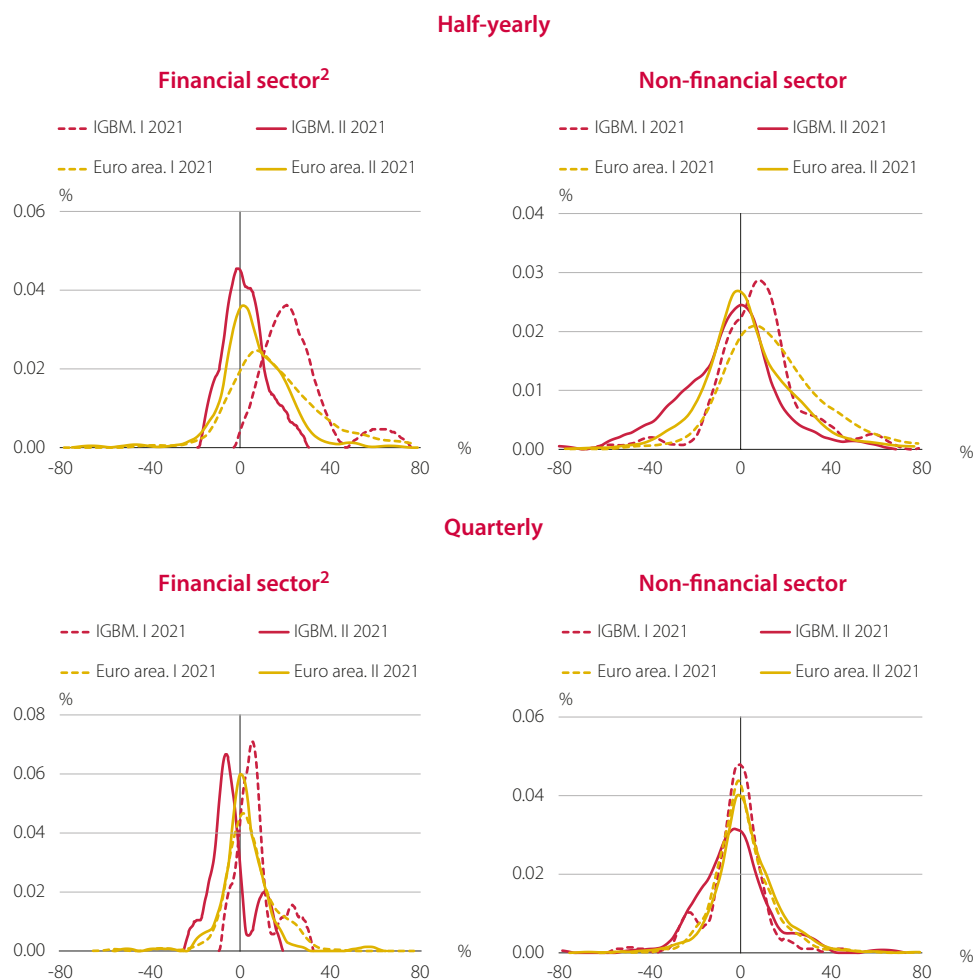 Half-yearly
Financial sector2
IGBM. I 2021
IGBM. II 2021
Euro area. I 2021
Euro area. II 2021
%
0.06
0.04
0.02
0.00
-80
-40
0
40
80
%
Non-financial sector
IGBM. I 2021
IGBM. II 2021
Euro area. I 2021
Euro area. II 2021
%
0.04
0.03
0.02
0.01
0.00
-80
-40
0
40
80
%
Quarterly
Financial sector2
IGBM. I 2021
IGBM. II 2021
Euro area. I 2021
Euro area. II 2021
%
0.08
0.06
0.04
0.02
0.00
-80
-40
0
40
80
%
Non-financial sector
IGBM. I 2021
IGBM. II 2021
Euro area. I 2021
Euro area. II 2021
%
0.06
0.04
0.02
0.00
-80
-40
0
40
80
%